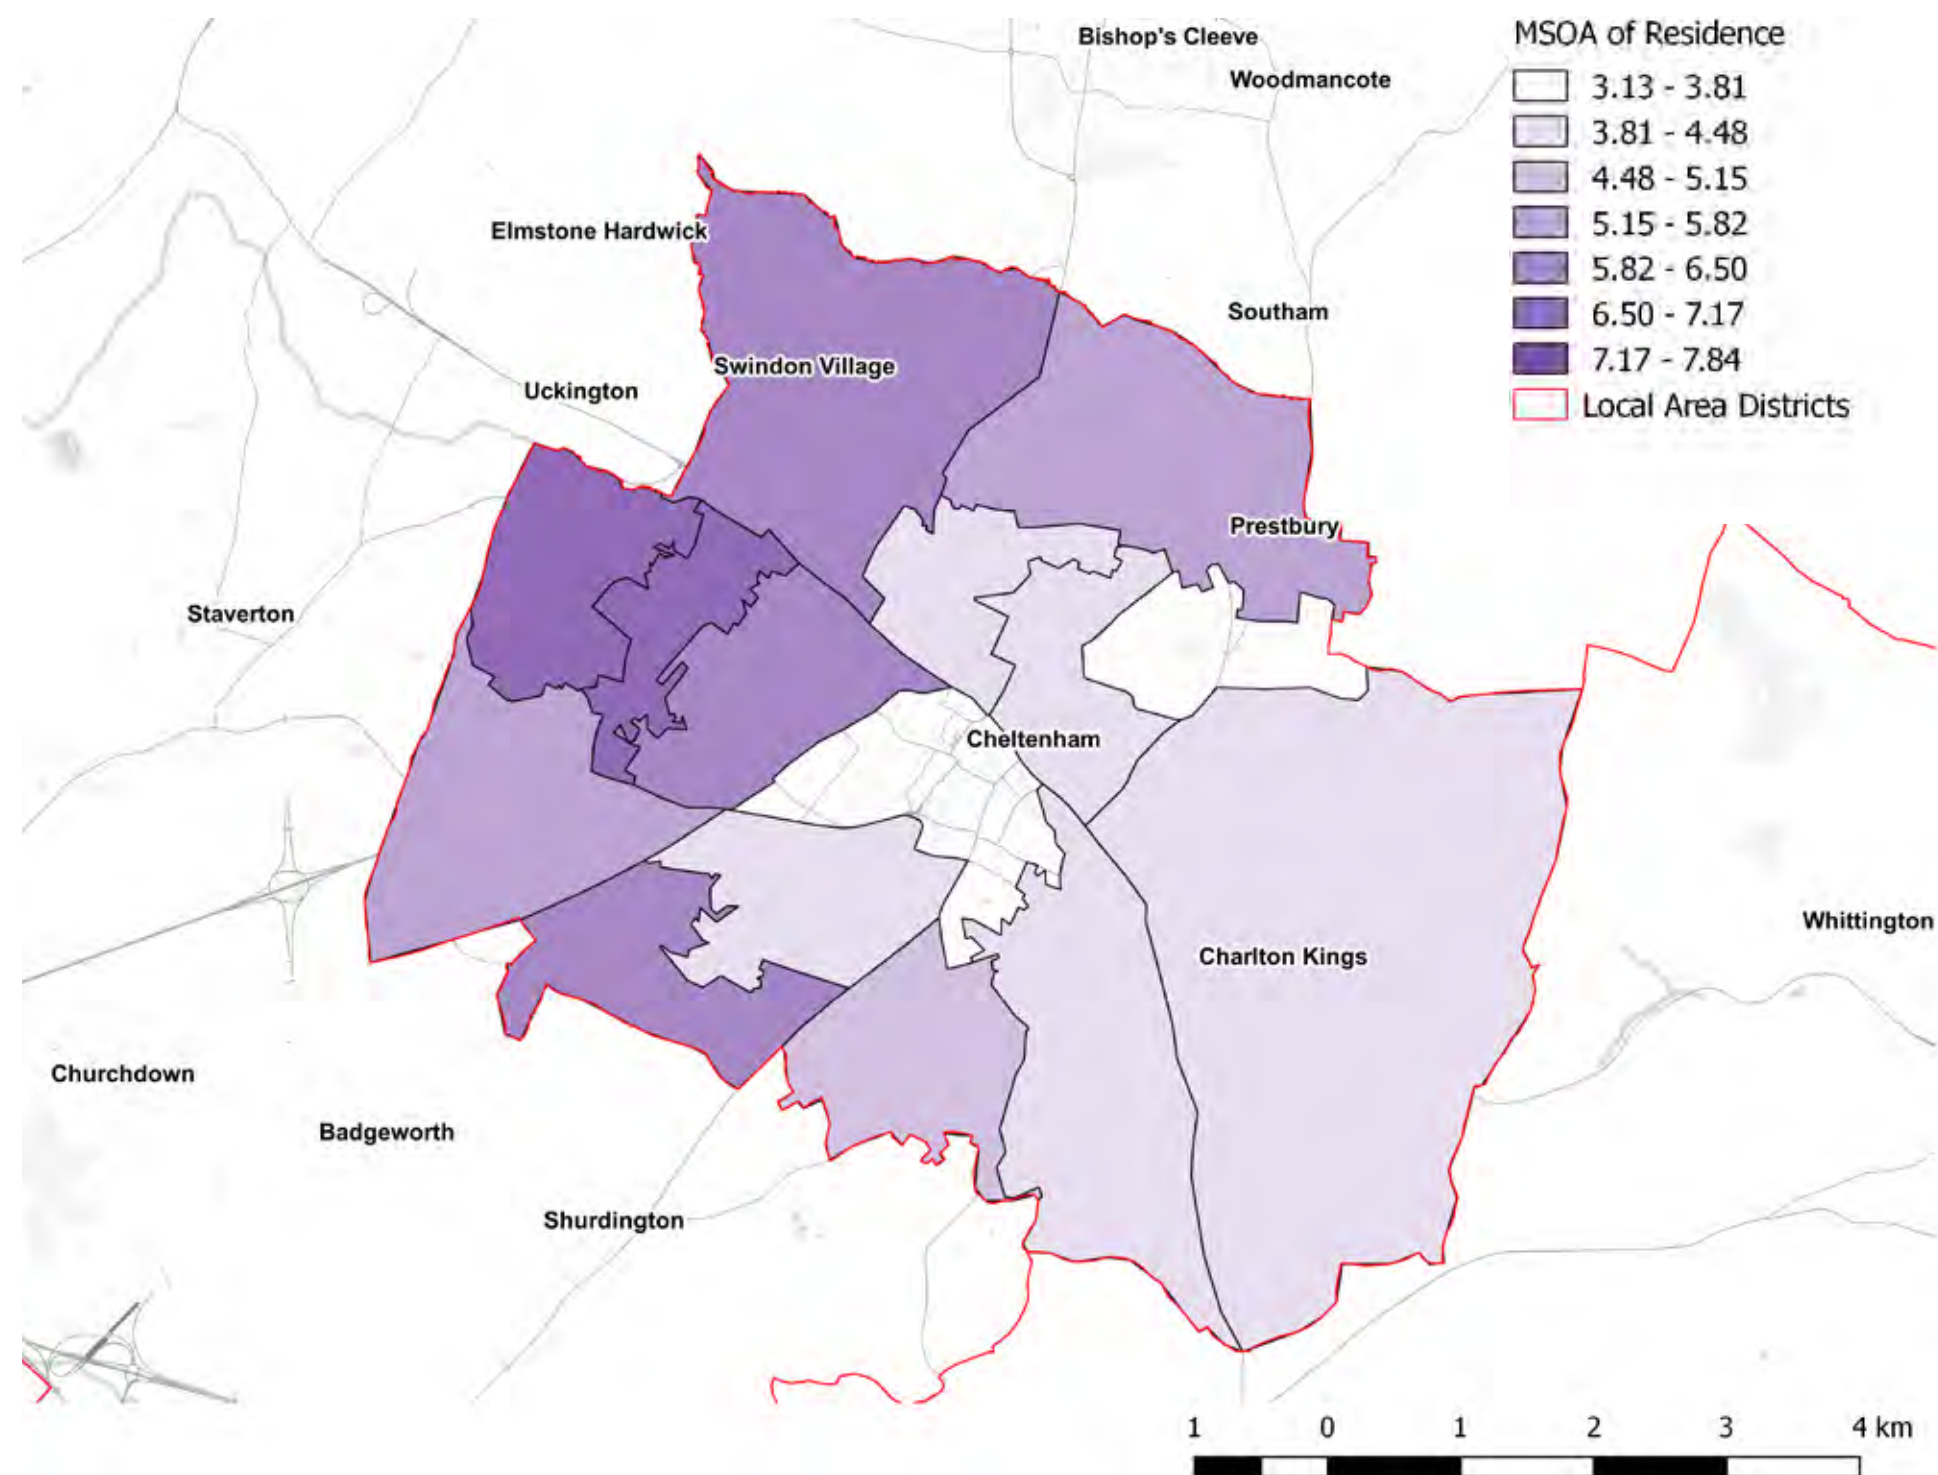 MSOA of Residence
3.13 - 3.81
3.81 - 4.48
4.48 - 5.15
5.15 - 5.82
5.82 - 6.50
6.50 - 7.17
7.17 - 7.84
Local Area Districts
Bishop's Cleeve
Woodmancote
Elmstone Hardwick
Southam
Swindon Village
Uckington
Prestbury
Staverton
Cheltenham
Whittington
Charlton Kings
Churchdown
Badgeworth
Shurdington
1 0 1 2 3 4 km